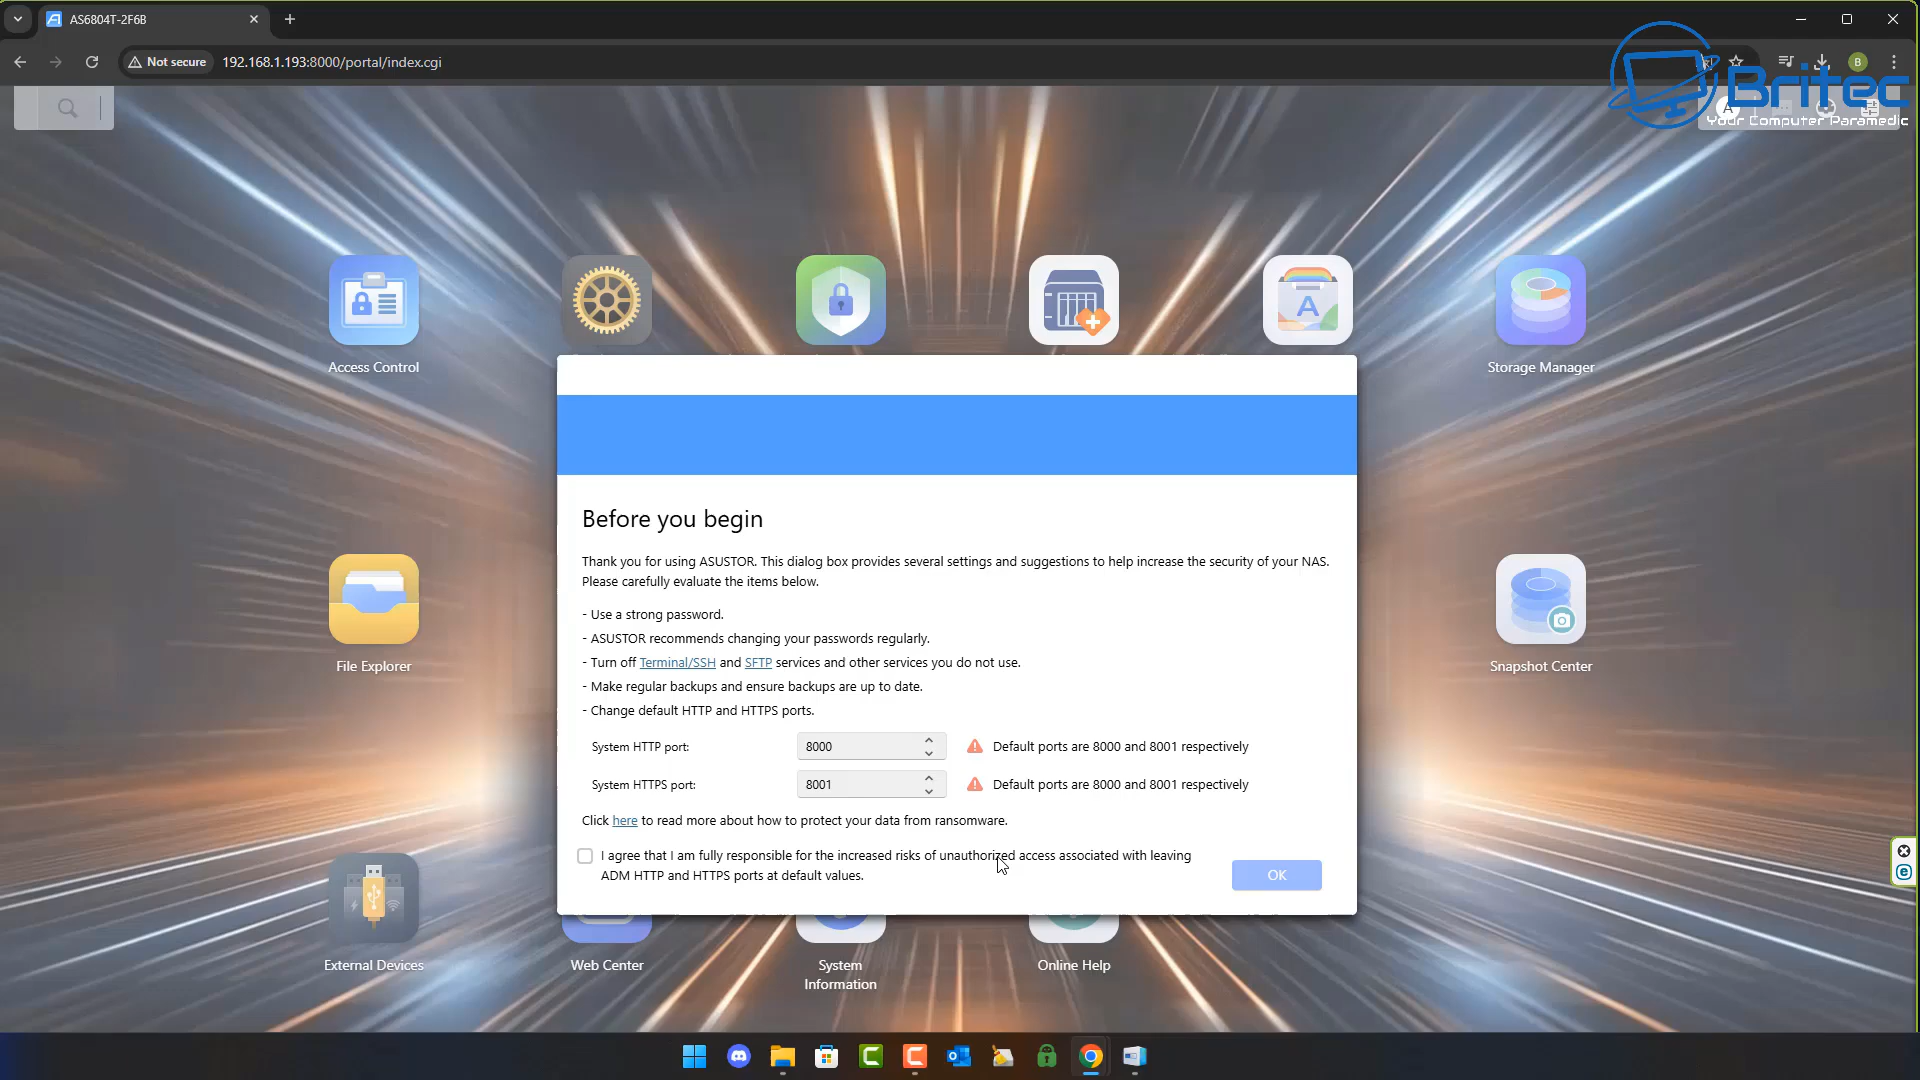 AS6804T-2F6B
Not secure
192.168.1.193:8000/portal/index.cgi
B
Britec
Your Computer Paramedic
Access Control
Storage Manager
Before you begin
Thank you for using ASUSTOR. This dialog box provides several settings and suggestions to help increase the security of your NAS.
Please carefully evaluate the items below.
- Use a strong password.
- ASUSTOR recommends changing your passwords regularly.
- Turn off Terminal/SSH and SFTP services and other services you do not use.
- Make regular backups and ensure backups are up to date.
- Change default HTTP and HTTPS ports.
System HTTP port: 8000 Default ports are 8000 and 8001 respectively
System HTTPS port: 8001 Default ports are 8000 and 8001 respectively
Click here to read more about how to protect your data from ransomware.
I agree that I am fully responsible for the increased risks of unauthorized access associated with leaving
ADM HTTP and HTTPS ports at default values.
OK
File Explorer
Snapshot Center
External Devices
Web Center
System
Information
Online Help